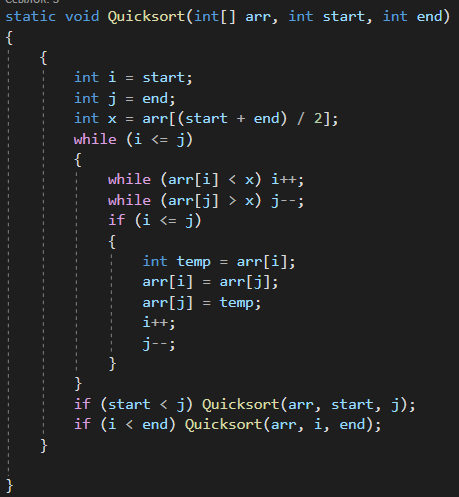 Ссылок: 3
static void Quicksort(int[] arr, int start, int end)
{
{
int i = start;
int j = end;
int x = arr[(start + end) / 2];
while (i <= j)
{
while (arr[i] < x) i++;
while (arr[j] > x) j--;
if (i <= j)
{
int temp = arr[i];
arr[i] = arr[j];
arr[j] = temp;
i++;
j--;
}
}
if (start < j) Quicksort(arr, start, j);
if (i < end) Quicksort(arr, i, end);
}
}